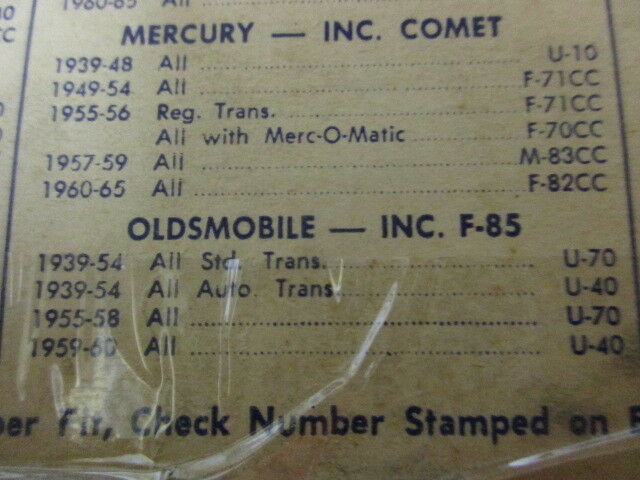 1960-65 All
MERCURY — INC. COMET
1939-48 All U-10
1949-54 All F-71CC
1955-56 Reg. Trans. F-71CC
All with Merc-O-Matic F-70CC
1957-59 All M-83CC
1960-65 All F-82CC
OLDSMOBILE — INC. F-85
1939-54 All Std. Trans. U-70
1939-54 All Auto. Trans. U-40
1955-58 All U-70
1959-60 All U-40
Fit, Check Number Stamped on